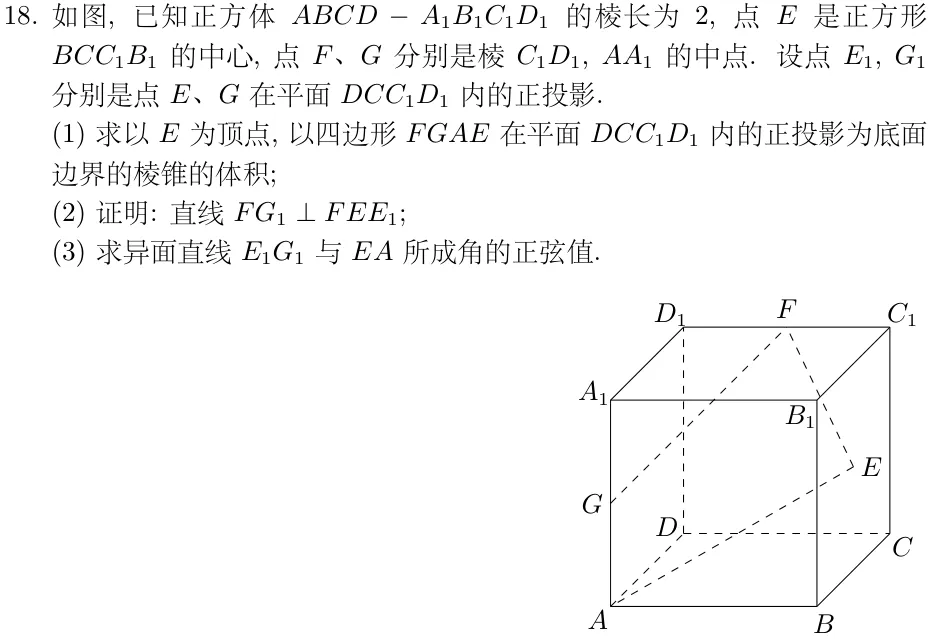 18. 如图, 已知正方体 ABCD − A₁B₁C₁D₁ 的棱长为 2, 点 E 是正方形
BCC₁B₁ 的中心, 点 F、G 分别是棱 C₁D₁, AA₁ 的中点. 设点 E₁, G₁
分别是点 E、G 在平面 DCC₁D₁ 内的正投影.
(1) 求以 E 为顶点, 以四边形 FGAE 在平面 DCC₁D₁ 内的正投影为底面
边界的棱锥的体积;
(2) 证明: 直线 FG₁ ⊥ FEE₁;
(3) 求异面直线 E₁G₁ 与 EA 所成角的正弦值.
D₁ F C₁
A₁ B₁
E
G
D C
A B